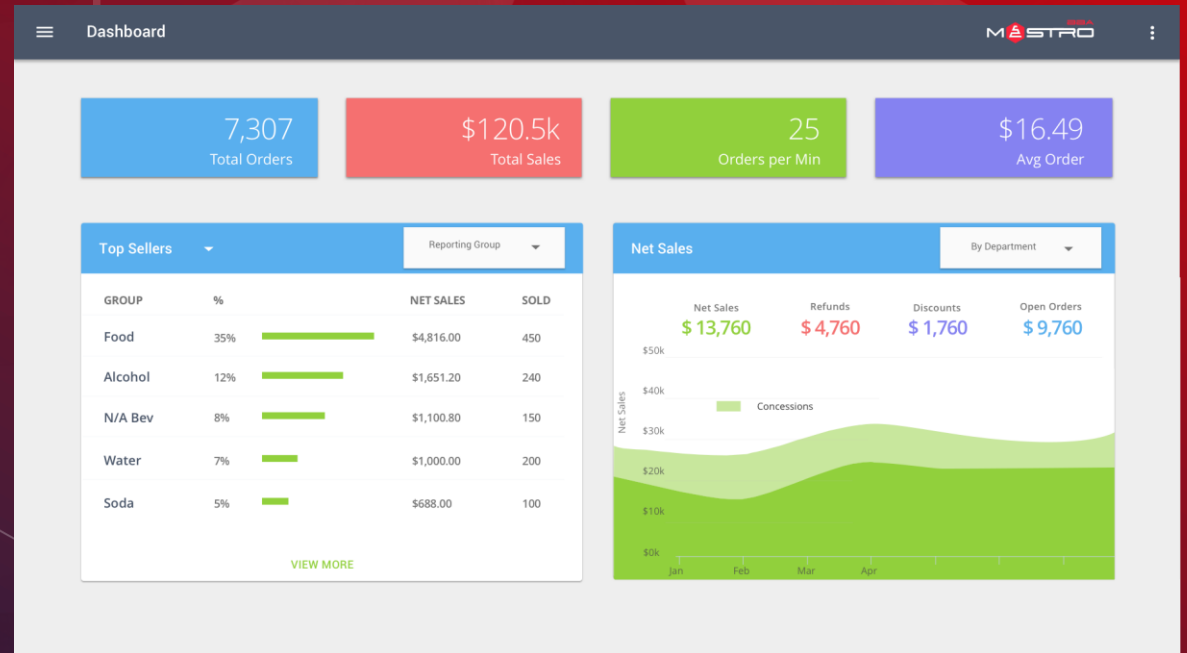 Dashboard
MASTRO
7,307
Total Orders
$120.5k
Total Sales
25
Orders per Min
$16.49
Avg Order
Top Sellers
Reporting Group
GROUP % NET SALES SOLD
Food 35% $4,816.00 450
Alcohol 12% $1,651.20 240
N/A Bev 8% $1,100.80 150
Water 7% $1,000.00 200
Soda 5% $688.00 100
VIEW MORE
Net Sales
By Department
Net Sales Refunds Discounts Open Orders
$ 13,760 $ 4,760 $ 1,760 $ 9,760
$50k
$40k
Concessions
Net Sales
$30k
$20k
$10k
$0k
Jan Feb Mar Apr